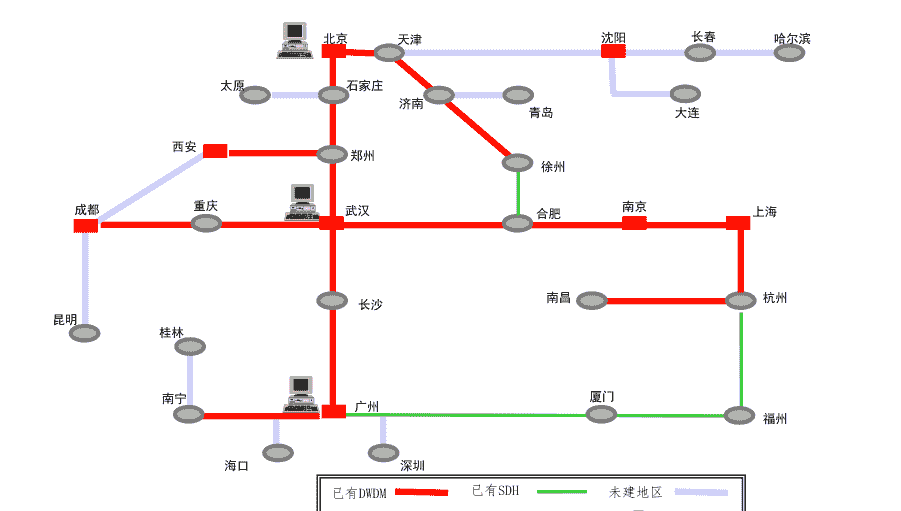 北京
天津
沈阳
长春
哈尔滨
太原
石家庄
济南
青岛
大连
西安
郑州
徐州
成都
重庆
武汉
合肥
南京
上海
昆明
桂林
长沙
南昌
杭州
南宁
广州
厦门
福州
海口
深圳
已有DWDM
已有SDH
未建地区